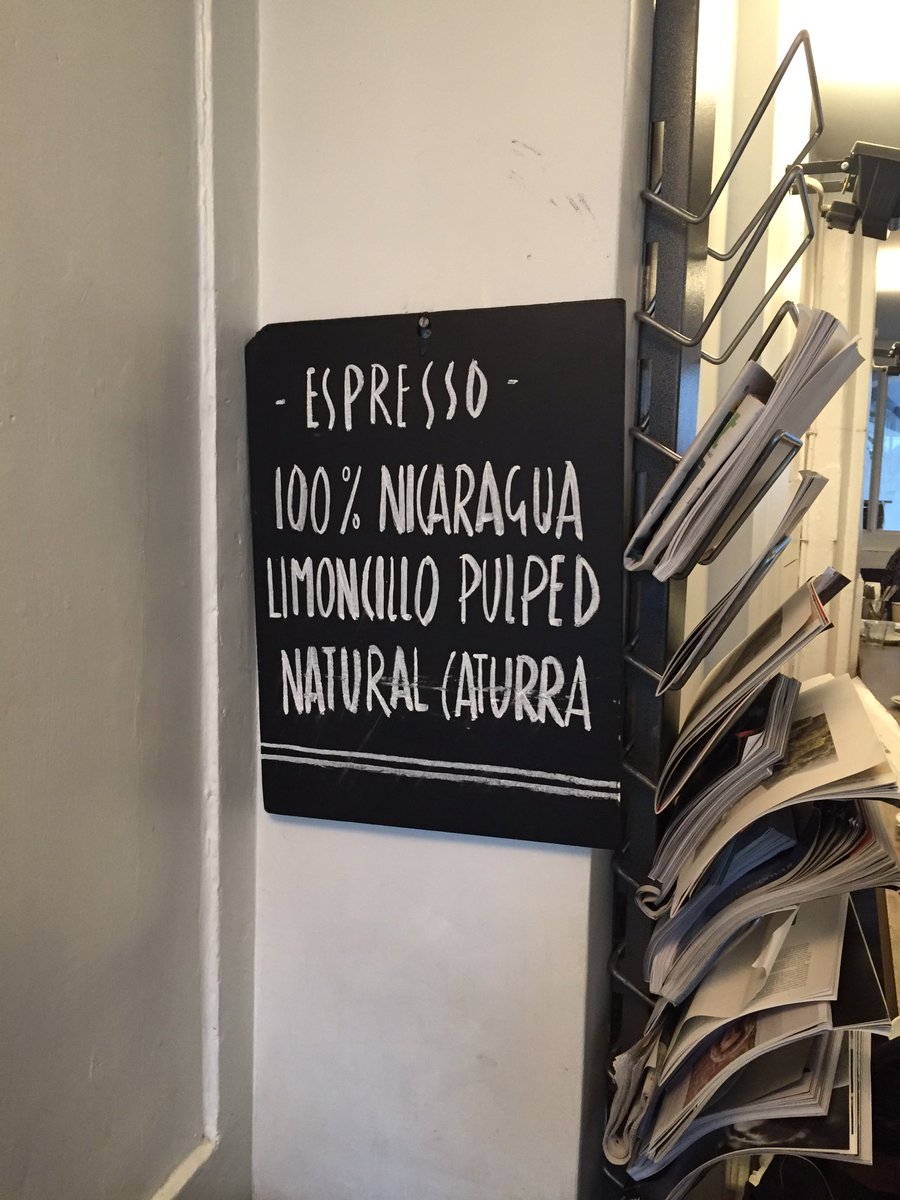 - ESPRESSO -
100% NICARAGUA
LIMONCILLO PULPED
NATURAL CATURRA